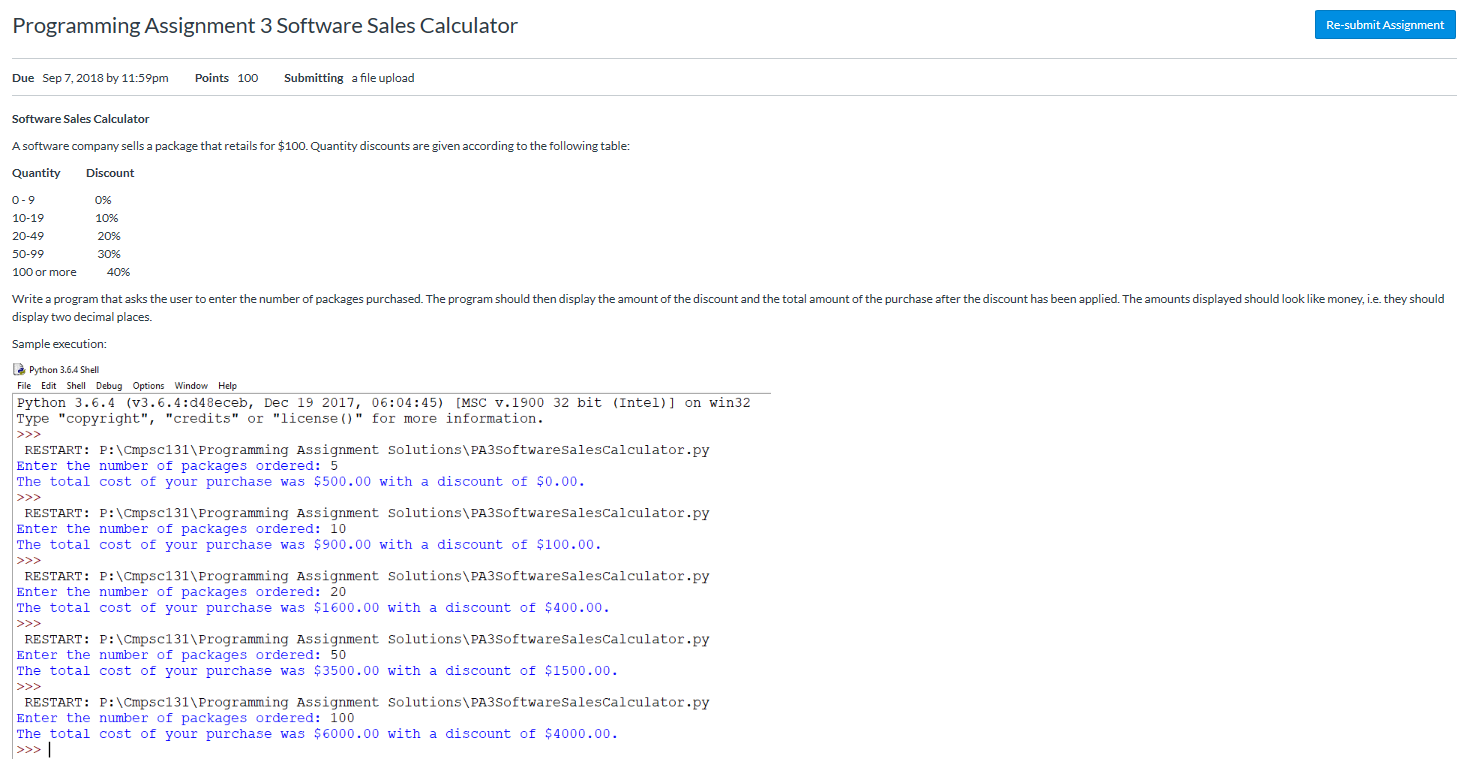 Programming Assignment 3 Software Sales Calculator
Re-submit Assignment
Due Sep 7, 2018 by 11:59pm Points 100 Submitting a file upload
Software Sales Calculator
A software company sells a package that retails for $100. Quantity discounts are given according to the following table:
Quantity Discount
0 - 9 0%
10-19 10%
20-49 20%
50-99 30%
100 or more 40%
Write a program that asks the user to enter the number of packages purchased. The program should then display the amount of the discount and the total amount of the purchase after the discount has been applied. The amounts displayed should look like money, i.e. they should
display two decimal places.
Sample execution:
Python 3.6.4 Shell
File Edit Shell Debug Options Window Help
Python 3.6.4 (v3.6.4:d48eceb, Dec 19 2017, 06:04:45) [MSC v.1900 32 bit (Intel)] on win32
Type "copyright", "credits" or "license()" for more information.
>>>
RESTART: P:\Cmpsc131\Programming Assignment Solutions\PA3SoftwareSalesCalculator.py
Enter the number of packages ordered: 5
The total cost of your purchase was $500.00 with a discount of $0.00.
>>>
RESTART: P:\Cmpsc131\Programming Assignment Solutions\PA3SoftwareSalesCalculator.py
Enter the number of packages ordered: 10
The total cost of your purchase was $900.00 with a discount of $100.00.
>>>
RESTART: P:\Cmpsc131\Programming Assignment Solutions\PA3SoftwareSalesCalculator.py
Enter the number of packages ordered: 20
The total cost of your purchase was $1600.00 with a discount of $400.00.
>>>
RESTART: P:\Cmpsc131\Programming Assignment Solutions\PA3SoftwareSalesCalculator.py
Enter the number of packages ordered: 50
The total cost of your purchase was $3500.00 with a discount of $1500.00.
>>>
RESTART: P:\Cmpsc131\Programming Assignment Solutions\PA3SoftwareSalesCalculator.py
Enter the number of packages ordered: 100
The total cost of your purchase was $6000.00 with a discount of $4000.00.
>>>